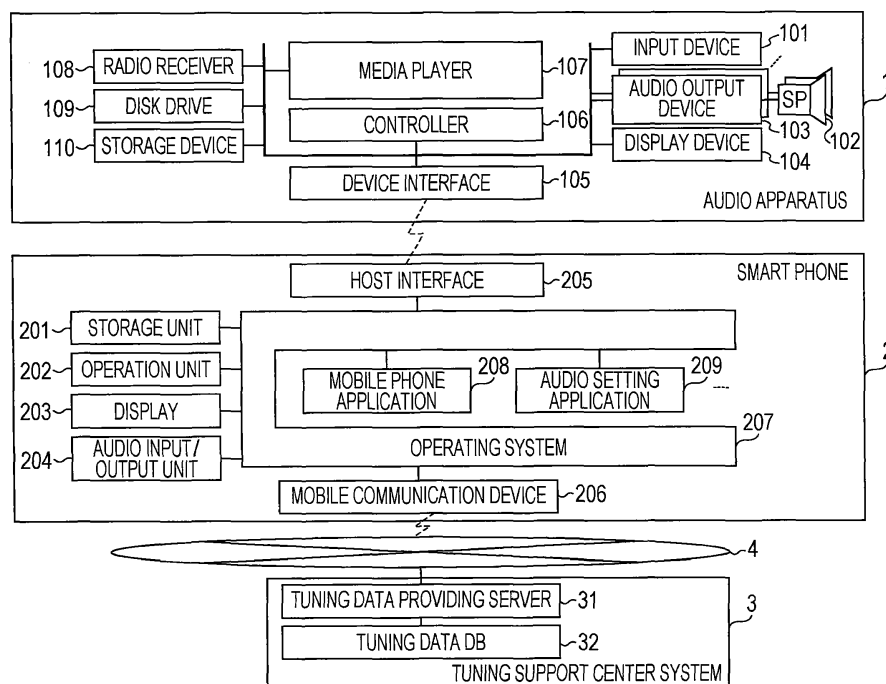 101
INPUT DEVICE
108 RADIO RECEIVER
MEDIA PLAYER 107
AUDIO OUTPUT
DEVICE
SP
109 DISK DRIVE
103
102
CONTROLLER 106
110 STORAGE DEVICE
DISPLAY DEVICE
104
DEVICE INTERFACE 105
AUDIO APPARATUS
HOST INTERFACE 205
SMART PHONE
201 STORAGE UNIT
202 OPERATION UNIT
MOBILE PHONE
APPLICATION
208
AUDIO SETTING
APPLICATION
209
203 DISPLAY
207
204 AUDIO INPUT/
OUTPUT UNIT
OPERATING SYSTEM
MOBILE COMMUNICATION DEVICE 206
4
TUNING DATA PROVIDING SERVER 31
3
TUNING DATA DB 32
TUNING SUPPORT CENTER SYSTEM